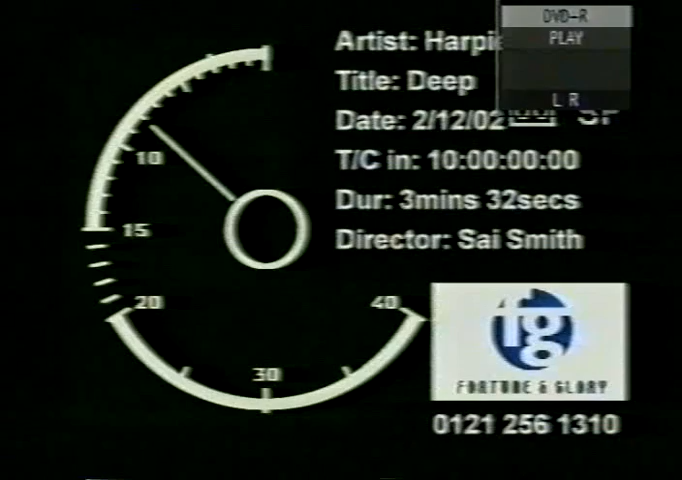 DVD-R
PLAY
L R
Artist: Harpi
Title: Deep
Date: 2/12/02
SP
T/C in: 10:00:00:00
Dur: 3mins 32secs
Director: Sai Smith
10
15
20
30
40
fg
FORTUNE & GLORY
0121 256 1310